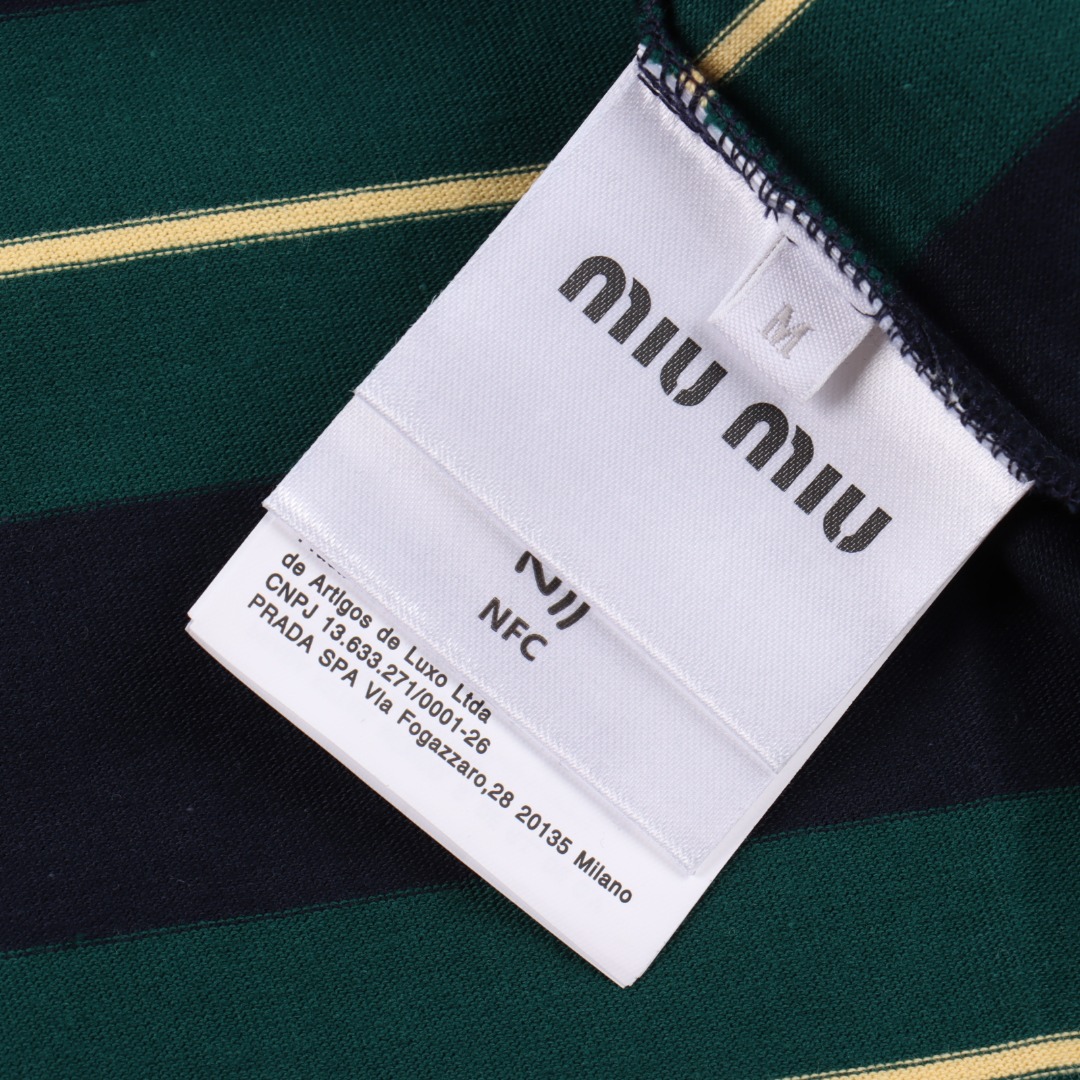 miu miu
M
NFC
de Artigos de Luxo Ltda
CNPJ 13.633.271/0001-26
PRADA SPA Via Fogazzaro,28 20135 Milano